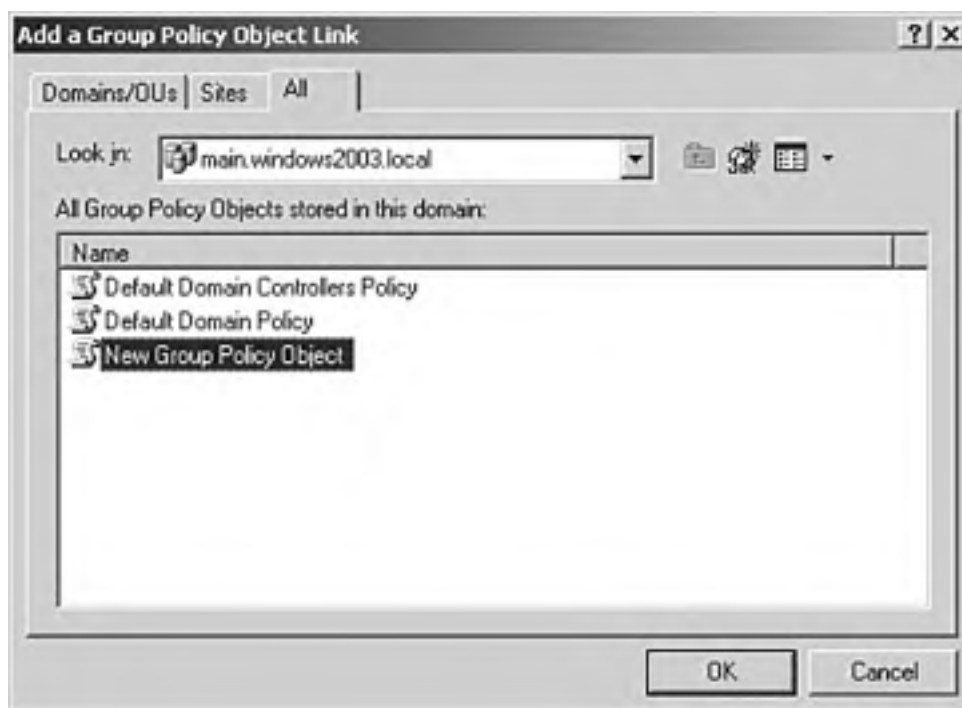 Add a Group Policy Object Link
Domains/OUs Sites All
Look in: main.windows2003.local
All Group Policy Objects stored in this domain:
Name
Default Domain Controllers Policy
Default Domain Policy
New Group Policy Object
OK Cancel